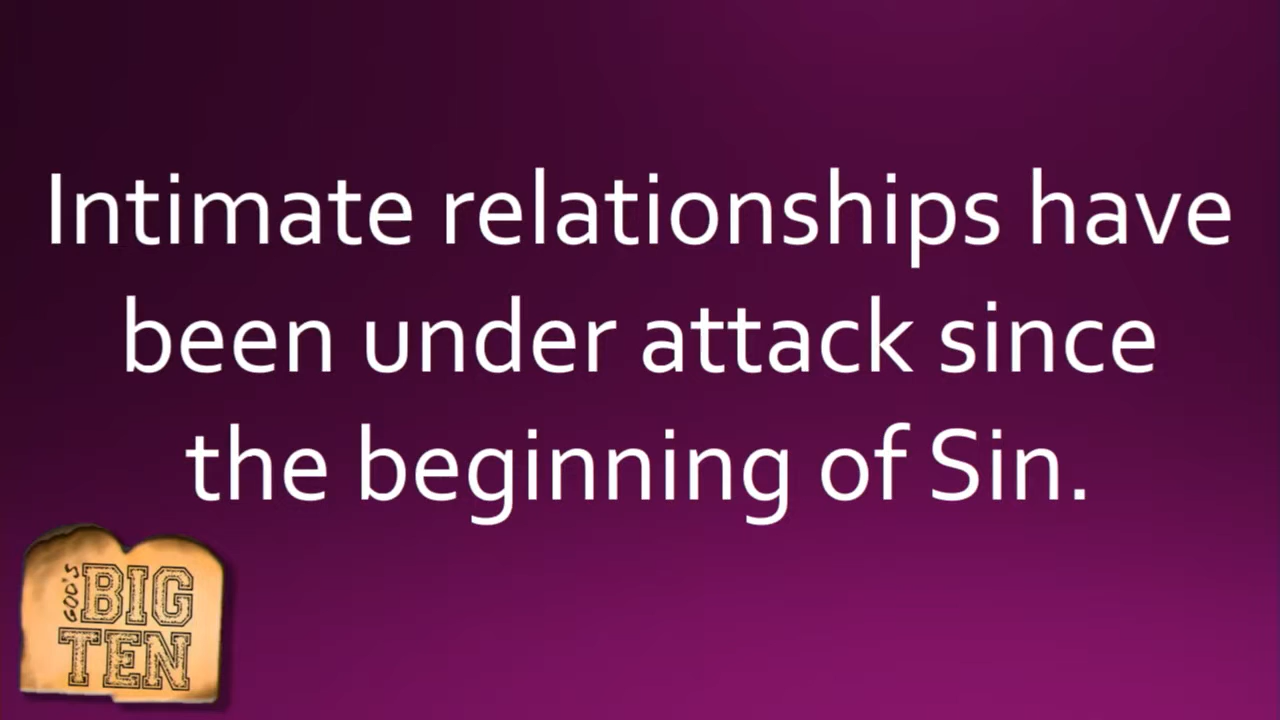 Intimate relationships have
been under attack since
the beginning of Sin.
GOD'S BIG
TEN